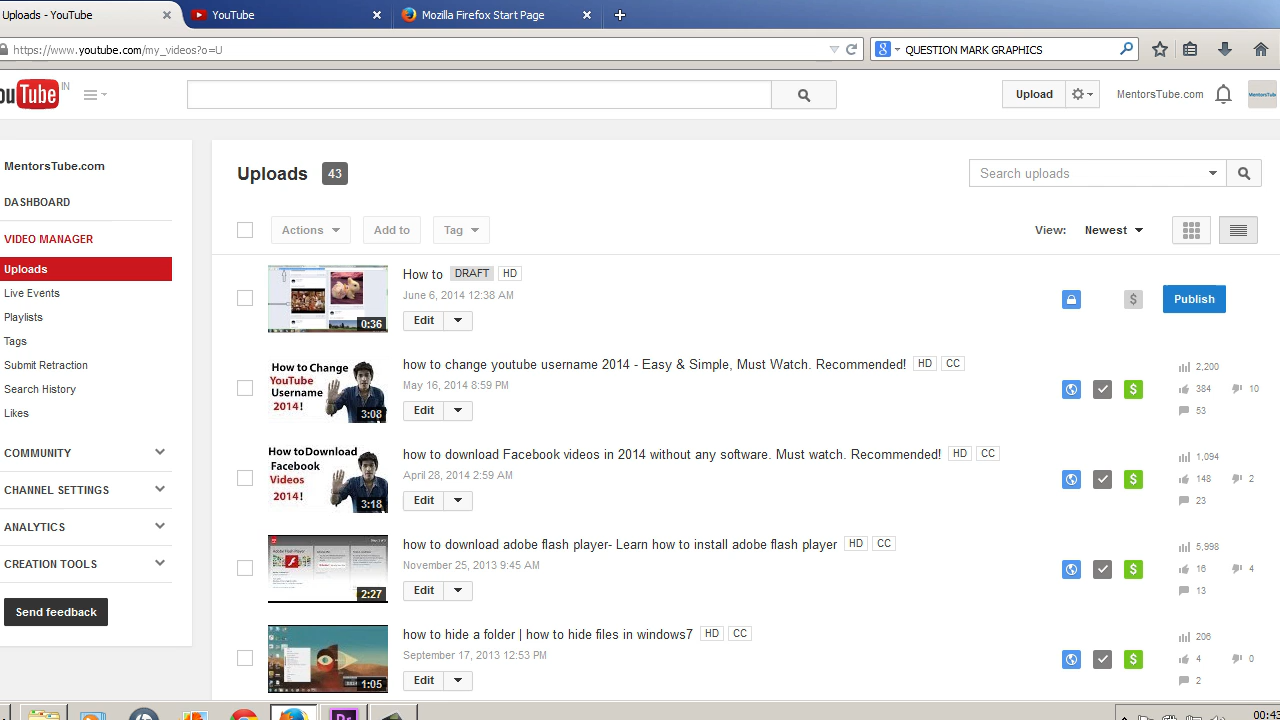 Uploads - YouTube
YouTube
Mozilla Firefox Start Page
https://www.youtube.com/my_videos?o=U
QUESTION MARK GRAPHICS
ouTube IN
Upload
MentorsTube.com
MentorsTube.com
DASHBOARD
VIDEO MANAGER
Uploads
Live Events
Playlists
Tags
Submit Retraction
Search History
Likes
COMMUNITY
CHANNEL SETTINGS
ANALYTICS
CREATION TOOLS
Send feedback
Uploads 43
Search uploads
Actions Add to Tag
View: Newest
0:36
How to DRAFT HD
June 6, 2014 12:38 AM
Edit
$ Publish
How to Change
YouTube
Username
2014!
3:08
how to change youtube username 2014 - Easy & Simple, Must Watch. Recommended! HD CC
May 16, 2014 8:59 PM
Edit
$
2,200
384 10
53
How to Download
Facebook
Videos
2014!
3:18
how to download Facebook videos in 2014 without any software. Must watch. Recommended! HD CC
April 28, 2014 2:59 AM
Edit
$
1,094
148 2
23
2:27
how to download adobe flash player- Learn how to install adobe flash player HD CC
November 25, 2013 9:45 AM
Edit
$
5,998
16 4
13
1:05
how to hide a folder | how to hide files in windows7 HD CC
September 17, 2013 12:53 PM
Edit
$
206
4 0
2